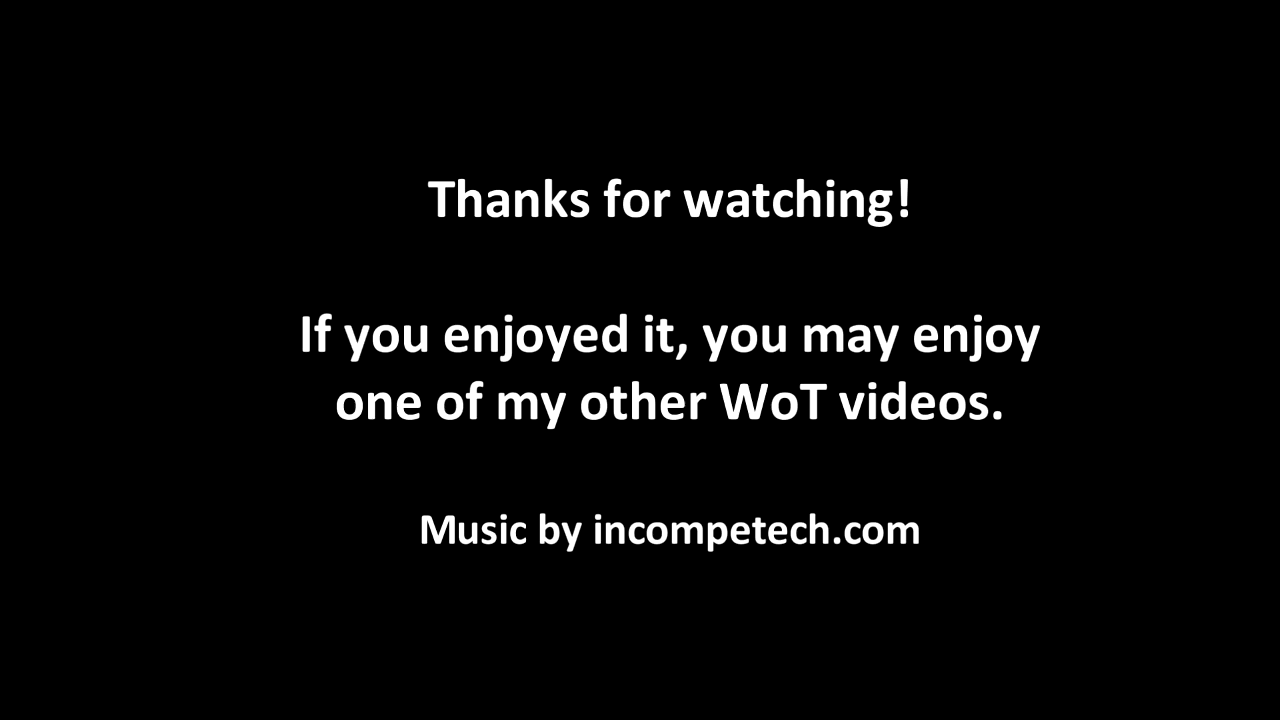 Thanks for watching!
If you enjoyed it, you may enjoy
one of my other WoT videos.
Music by incompetech.com